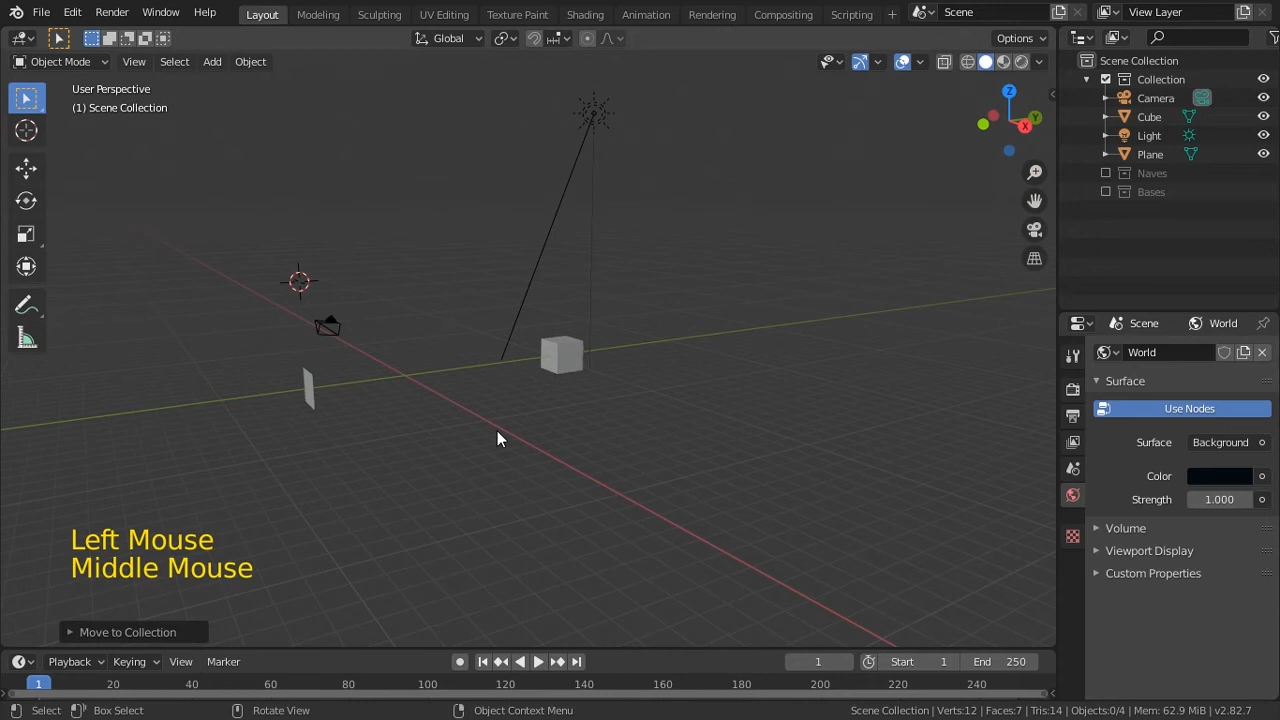 File Edit Render Window Help Layout Modeling Sculpting UV Editing Texture Paint Shading Animation Rendering Compositing Scripting + Scene View Layer
Global Options
Object Mode View Select Add Object
User Perspective
(1) Scene Collection
Z
Y
X
Scene Collection
Collection
Camera
Cube
Light
Plane
Naves
Bases
Scene World
World
Surface
Use Nodes
Surface Background
Color
Strength 1.000
Volume
Viewport Display
Custom Properties
Left Mouse
Middle Mouse
Move to Collection
Playback Keying View Marker 1 Start 1 End 250
1 20 40 60 80 100 120 140 160 180 200 220 240
Select Box Select Rotate View Object Context Menu Scene Collection | Verts:12 | Faces:7 | Tris:14 | Objects:0/4 | Mem: 62.9 MiB | v2.82.7